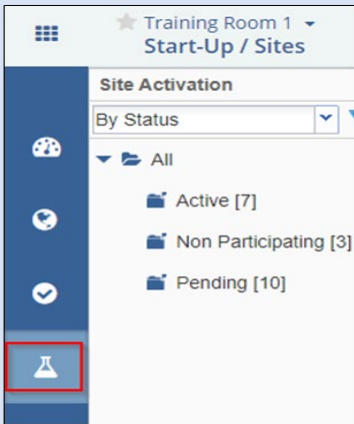 Training Room 1
Start-Up / Sites
Site Activation
By Status
All
Active [7]
Non Participating [3]
Pending [10]